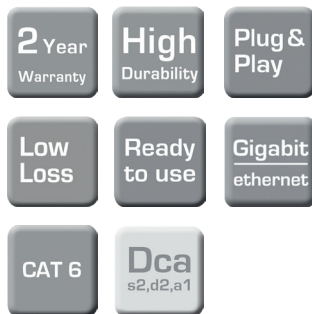 2 Year
Warranty
High
Durability
Plug &
Play
Low
Loss
Ready
to use
Gigabit
ethernet
CAT 6
Dca
s2,d2,a1